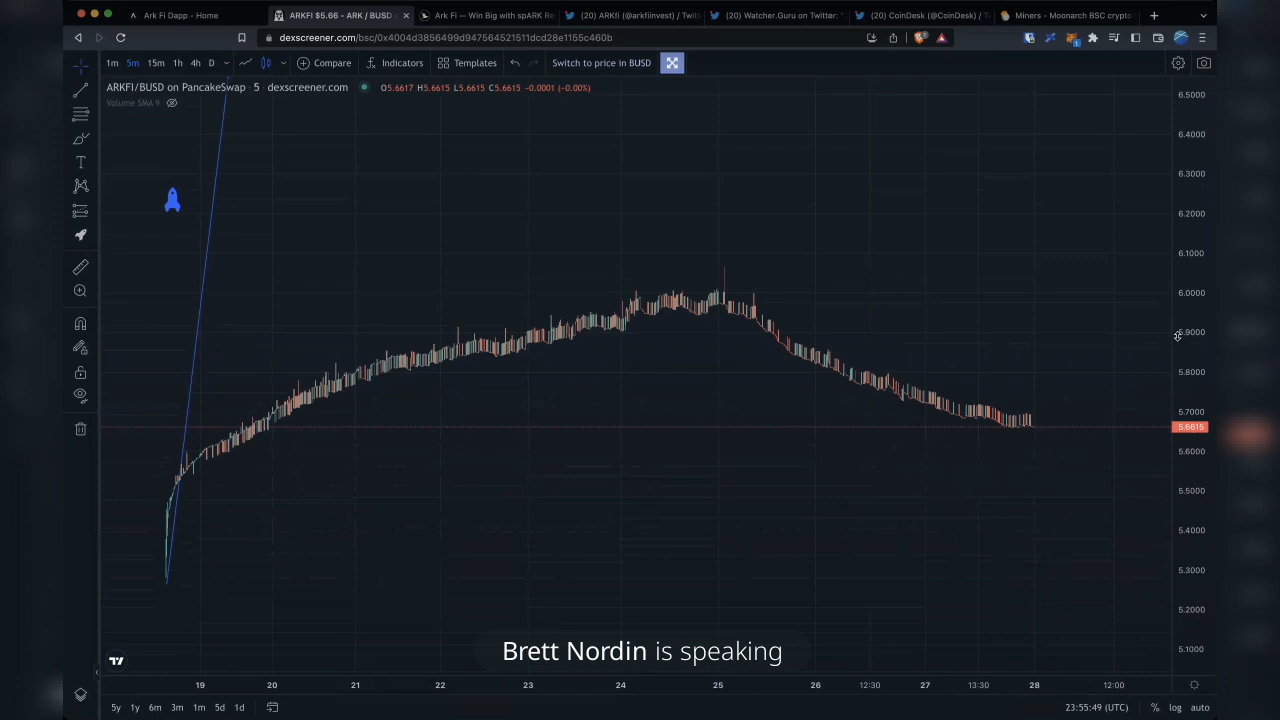 Ark Fi Dapp - Home
ARKFI $5.66 - ARK / BUSD
Ark Fi — Win Big with spARK Re
(20) ARKfi (@arkfiinvest) / Twit
(20) Watcher.Guru on Twitter: "
(20) CoinDesk (@CoinDesk) / T
Miners - Moonarch BSC crypto
dexscreener.com/bsc/0x4004d3856499d947564521511dcd28e1155c460b
1m 5m 15m 1h 4h D Compare Indicators Templates Switch to price in BUSD
ARKFI/BUSD on PancakeSwap 5 dexscreener.com O5.6617 H5.6615 L5.6615 C5.6615 -0.0001 (-0.00%)
Volume SMA 9
6.5000
6.4000
6.3000
6.2000
6.1000
6.0000
5.9000
5.8000
5.7000
5.6615
5.6000
5.5000
5.4000
5.3000
5.2000
5.1000
Brett Nordin is speaking
19 20 21 22 23 24 25 26 12:30 27 13:30 28 12:00
5y 1y 6m 3m 1m 5d 1d 23:55:49 (UTC) % log auto